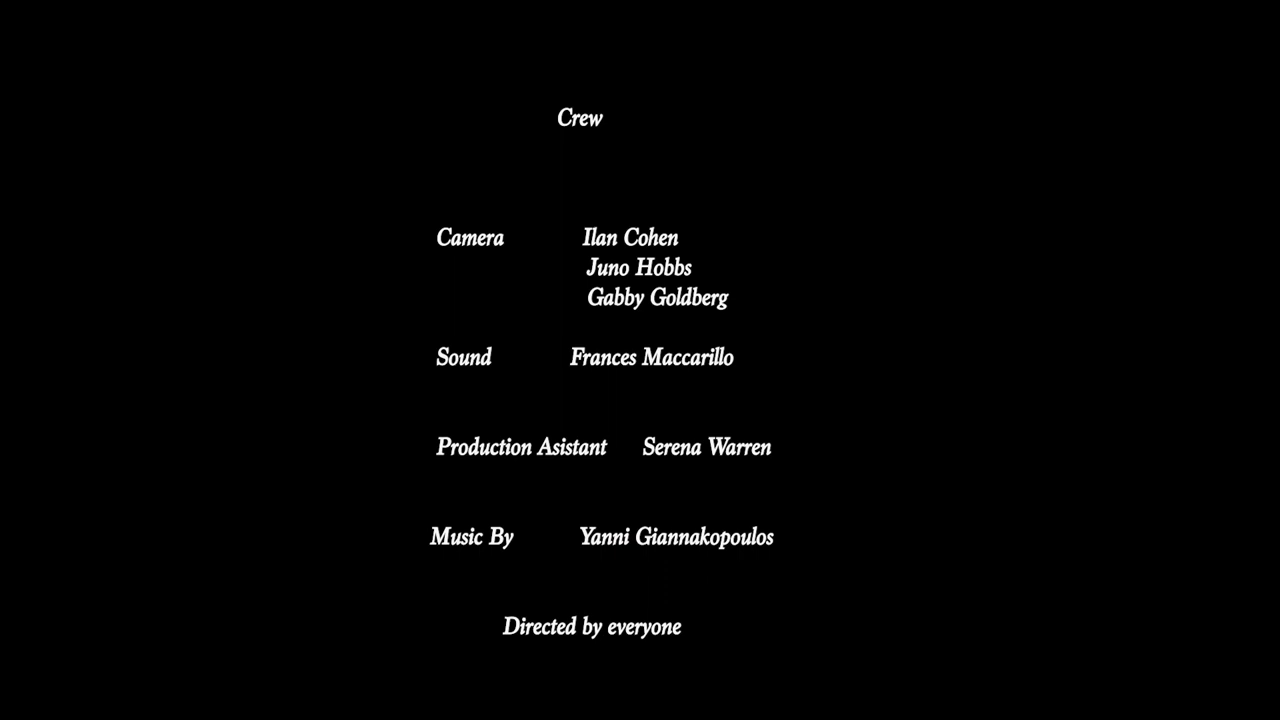 Crew
Camera Ilan Cohen
Juno Hobbs
Gabby Goldberg
Sound Frances Maccarillo
Production Asistant Serena Warren
Music By Yanni Giannakopoulos
Directed by everyone